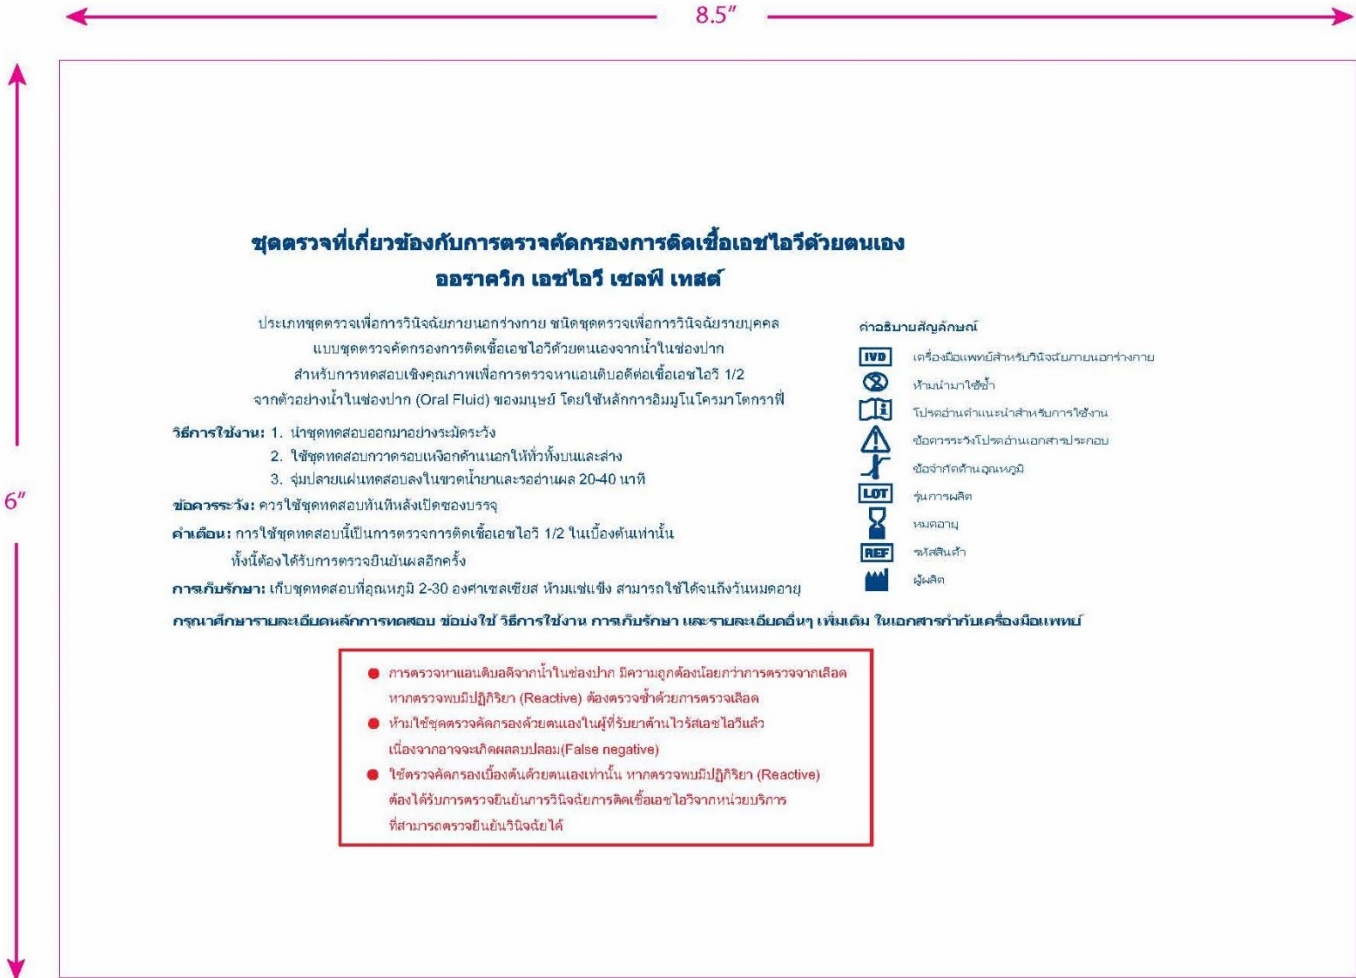 8.5"
6"
ชุดตรวจที่เกี่ยวข้องกับการตรวจคัดกรองการติดเชื้อเอชไอวีด้วยตนเอง
ออราควิก เอชไอวี เซลฟ์ เทสต์
ประเภทชุดตรวจเพื่อการวินิจฉัยภายนอกร่างกาย ชนิดชุดตรวจเพื่อการวินิจฉัยรายบุคคล
แบบชุดตรวจคัดกรองการติดเชื้อเอชไอวีด้วยตนเองจากน้ำในช่องปาก
สำหรับการทดสอบเชิงคุณภาพเพื่อการตรวจหาแอนติบอดีต่อเชื้อเอชไอวี 1/2
จากตัวอย่างน้ำในช่องปาก (Oral Fluid) ของมนุษย์ โดยใช้หลักการอิมมูโนโครมาโตกราฟี่
วิธีการใช้งาน: 1. นำชุดทดสอบออกมาอย่างระมัดระวัง
2. ใช้ชุดทดสอบกวาดรอบเหงือกด้านนอกให้ทั่วทั้งบนและล่าง
3. จุ่มปลายแผ่นทดสอบลงในขวดน้ำยาและรออ่านผล 20-40 นาที
ข้อควรระวัง: ควรใช้ชุดทดสอบทันทีหลังเปิดซองบรรจุ
คำเตือน: การใช้ชุดทดสอบนี้เป็นการตรวจการติดเชื้อเอชไอวี 1/2 ในเบื้องต้นเท่านั้น
ทั้งนี้ต้องได้รับการตรวจยืนยันผลอีกครั้ง
การเก็บรักษา: เก็บชุดทดสอบที่อุณหภูมิ 2-30 องศาเซลเซียส ห้ามแช่แข็ง สามารถใช้ได้จนถึงวันหมดอายุ
กรุณาศึกษารายละเอียดหลักการทดสอบ ข้อบ่งใช้ วิธีการใช้งาน การเก็บรักษา และรายละเอียดอื่นๆ เพิ่มเติม ในเอกสารกำกับเครื่องมือแพทย์
คำอธิบายสัญลักษณ์
IVD เครื่องมือแพทย์สำหรับวินิจฉัยภายนอกร่างกาย
2 ห้ามนำมาใช้ซ้ำ
i โปรดอ่านคำแนะนำสำหรับการใช้งาน
ข้อควรระวังโปรดอ่านเอกสารประกอบ
ข้อจำกัดด้านอุณหภูมิ
LOT รุ่นการผลิต
หมดอายุ
REF รหัสสินค้า
ผู้ผลิต
● การตรวจหาแอนติบอดีจากน้ำในช่องปาก มีความถูกต้องน้อยกว่าการตรวจจากเลือด
หากตรวจพบมีปฏิกิริยา (Reactive) ต้องตรวจซ้ำด้วยการตรวจเลือด
● ห้ามใช้ชุดตรวจคัดกรองด้วยตนเองในผู้ที่รับยาต้านไวรัสเอชไอวีแล้ว
เนื่องจากอาจจะเกิดผลลบปลอม(False negative)
● ใช้ตรวจคัดกรองเบื้องต้นด้วยตนเองเท่านั้น หากตรวจพบมีปฏิกิริยา (Reactive)
ต้องได้รับการตรวจยืนยันการวินิจฉัยการติดเชื้อเอชไอวีจากหน่วยบริการ
ที่สามารถตรวจยืนยันวินิจฉัยได้